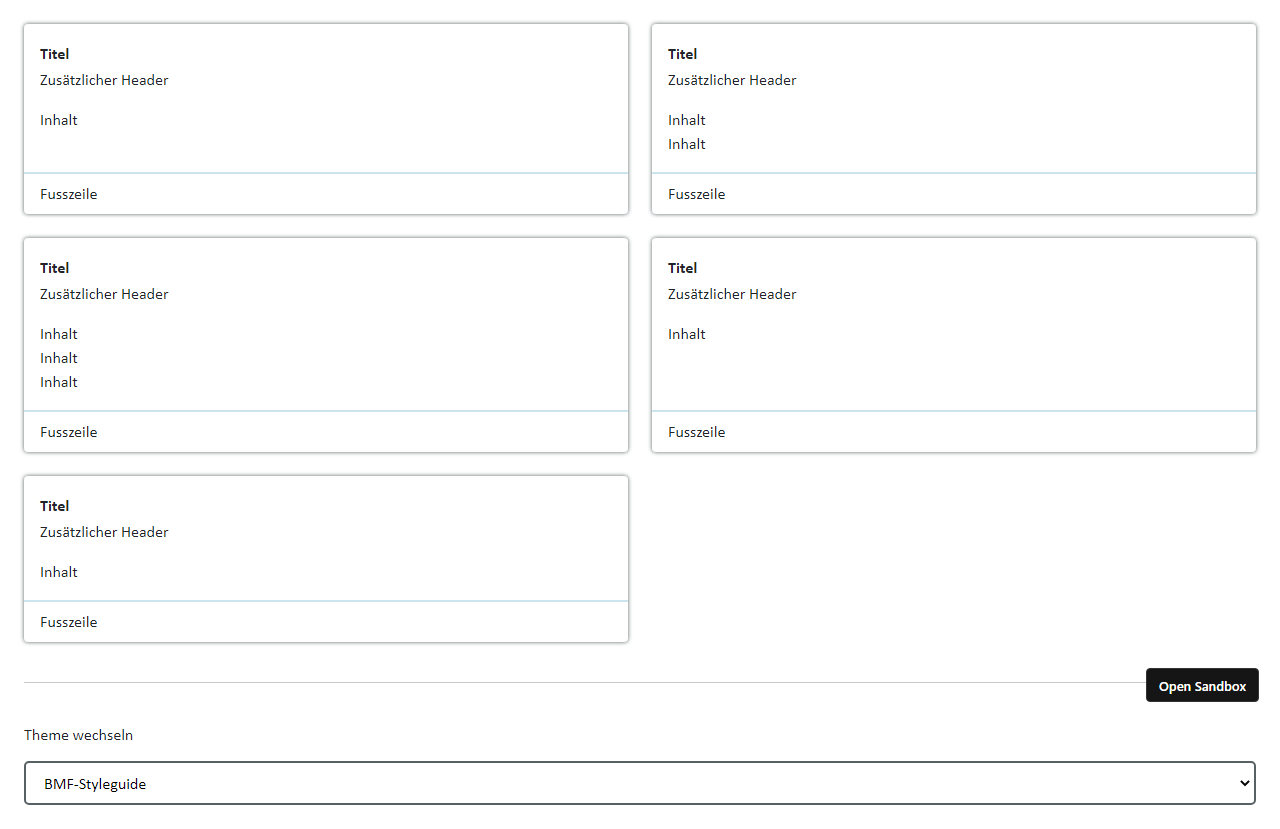 Titel
Zusätzlicher Header
Inhalt
Fusszeile
Titel
Zusätzlicher Header
Inhalt
Inhalt
Fusszeile
Titel
Zusätzlicher Header
Inhalt
Inhalt
Inhalt
Fusszeile
Titel
Zusätzlicher Header
Inhalt
Fusszeile
Titel
Zusätzlicher Header
Inhalt
Fusszeile
Open Sandbox
Theme wechseln
BMF-Styleguide